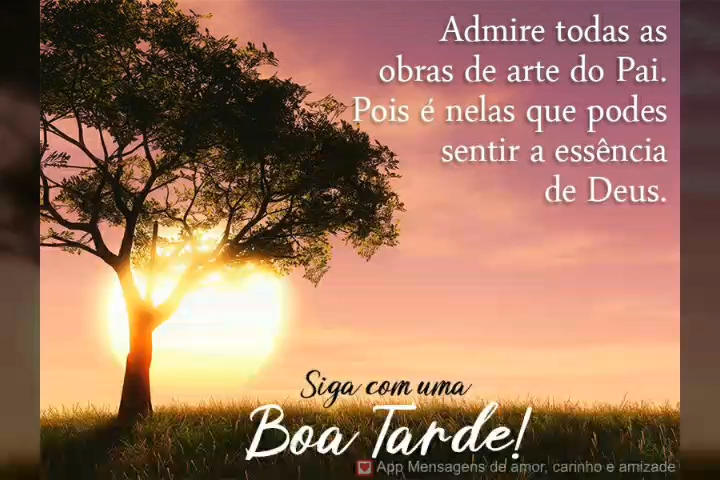 Admire todas as
obras de arte do Pai.
Pois é nelas que podes
sentir a essência
de Deus.
Siga com uma
Boa Tarde!
App Mensagens de amor, carinho e amizade